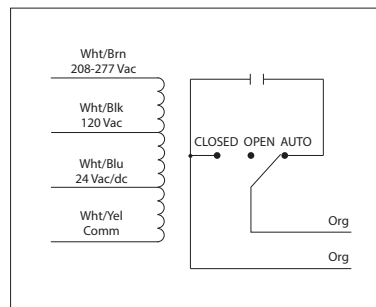 Wht/Brn
208-277 Vac
Wht/Blk
120 Vac
Wht/Blu
24 Vac/dc
Wht/Yel
Comm
CLOSED OPEN AUTO
Org
Org